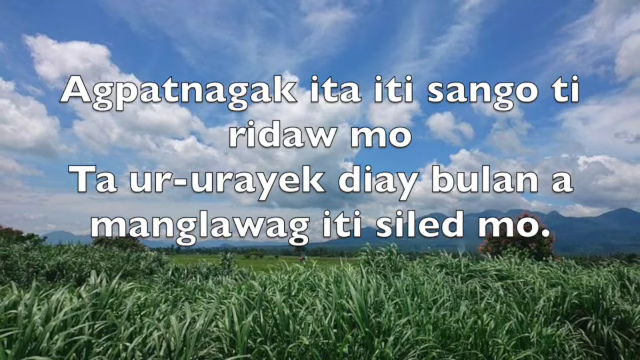 Agpatnagak ita iti sango ti
ridaw mo
Ta ur-urayek diay bulan a
manglawag iti siled mo.